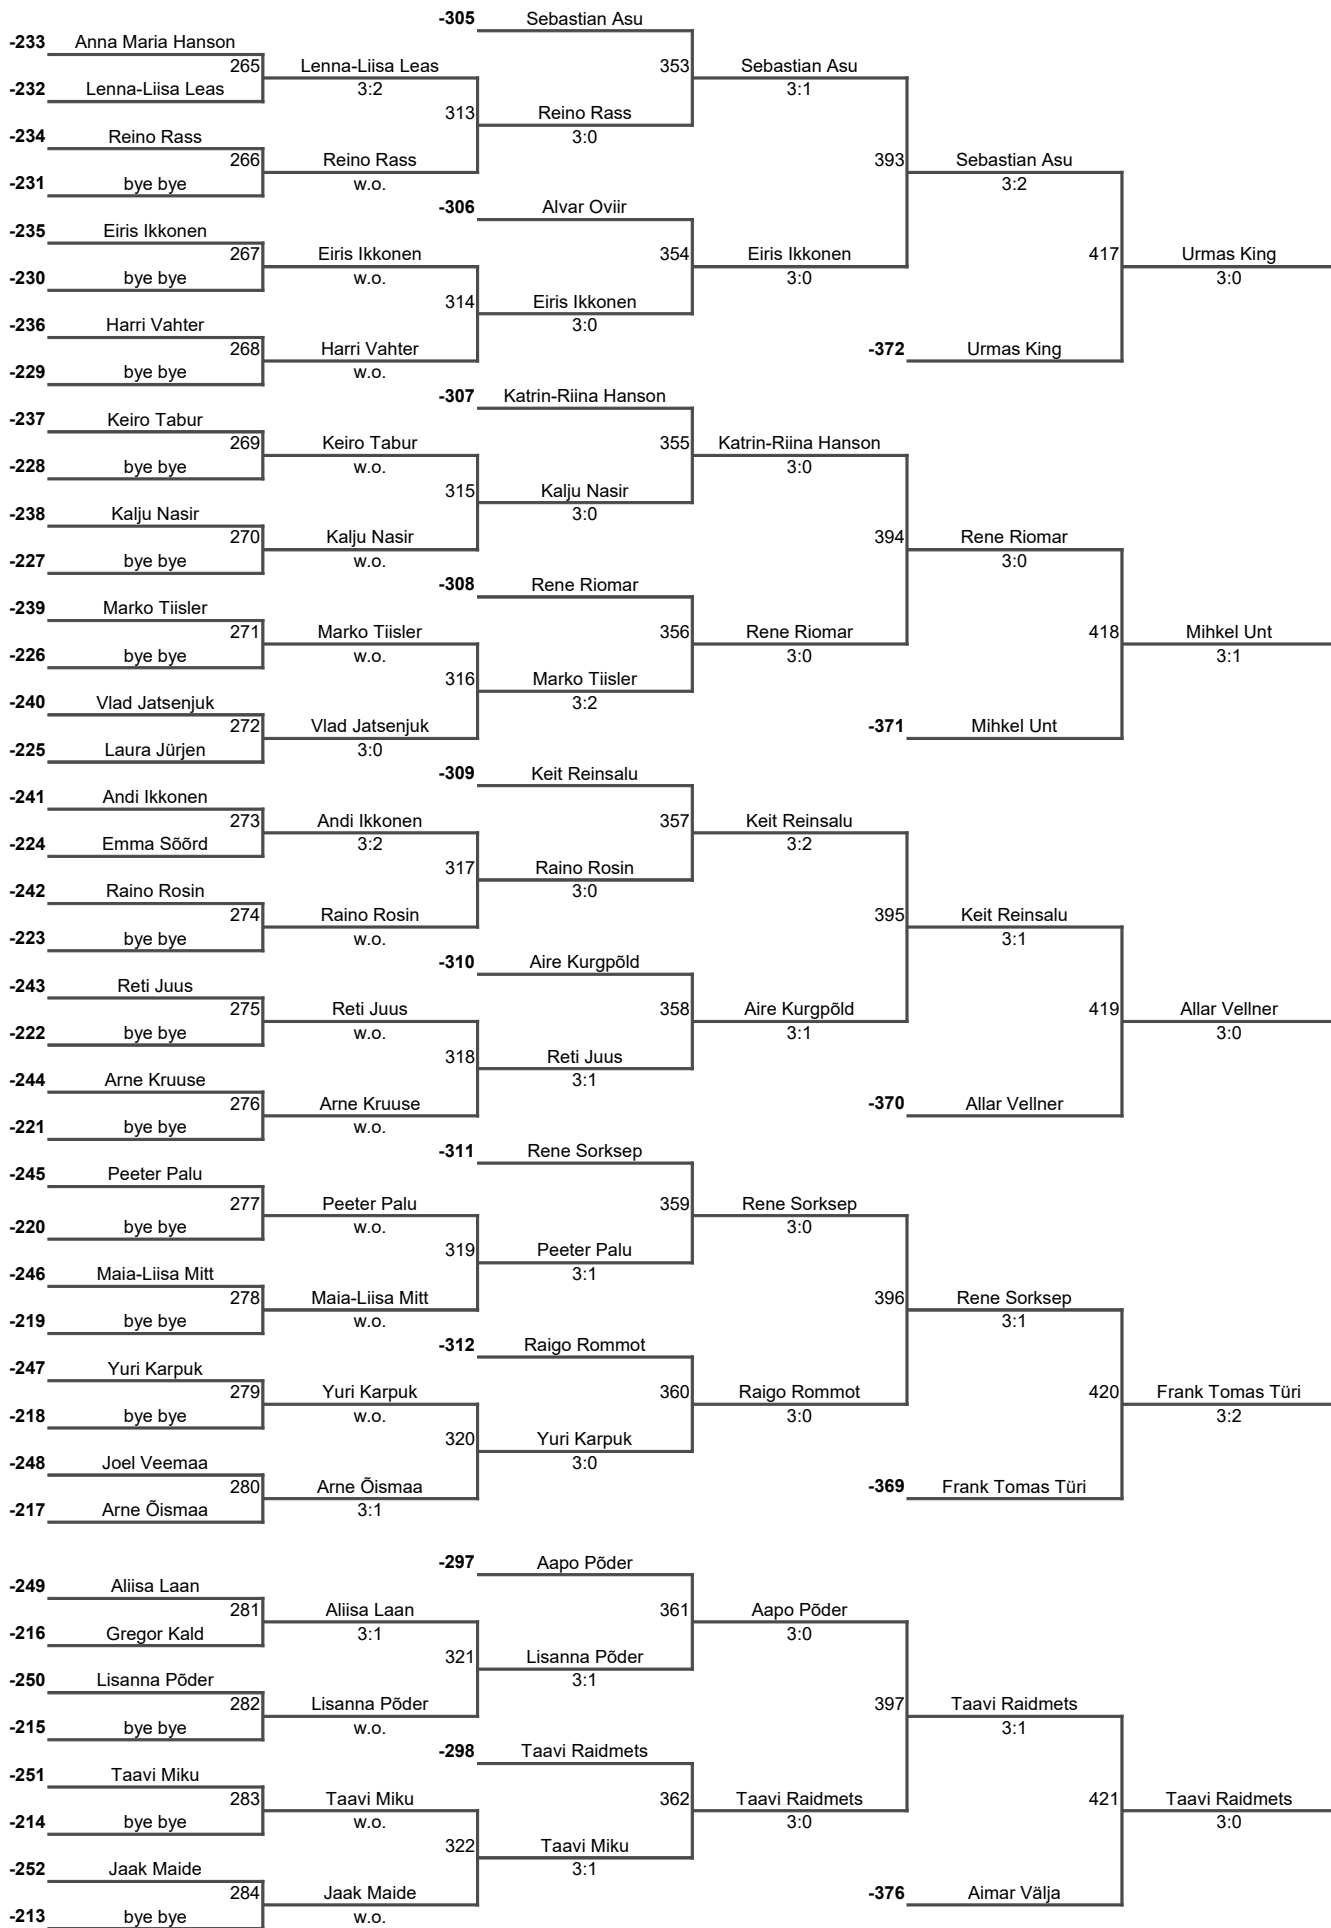 -305 Sebastian Asu
-233 Anna Maria Hanson
265 Lenna-Liisa Leas 353 Sebastian Asu
-232 Lenna-Liisa Leas 3:2 3:1
313 Reino Rass
-234 Reino Rass 3:0
266 Reino Rass 393 Sebastian Asu
-231 bye bye w.o. 3:2
-306 Alvar Oviir
-235 Eiris Ikkonen
267 Eiris Ikkonen 354 Eiris Ikkonen 417 Urmas King
-230 bye bye w.o. 3:0 3:0
314 Eiris Ikkonen
-236 Harri Vahter 3:0
268 Harri Vahter -372 Urmas King
-229 bye bye w.o.
-307 Katrin-Riina Hanson
-237 Keiro Tabur
269 Keiro Tabur 355 Katrin-Riina Hanson
-228 bye bye w.o. 3:0
315 Kalju Nasir
-238 Kalju Nasir 3:0
270 Kalju Nasir 394 Rene Riomar
-227 bye bye w.o. 3:0
-308 Rene Riomar
-239 Marko Tiisler
271 Marko Tiisler 356 Rene Riomar 418 Mihkel Unt
-226 bye bye w.o. 3:0 3:1
316 Marko Tiisler
-240 Vlad Jatsenjuk 3:2
272 Vlad Jatsenjuk -371 Mihkel Unt
-225 Laura Jürjen 3:0
-309 Keit Reinsalu
-241 Andi Ikkonen
273 Andi Ikkonen 357 Keit Reinsalu
-224 Emma Sõõrd 3:2 3:2
317 Raino Rosin
-242 Raino Rosin 3:0
274 Raino Rosin 395 Keit Reinsalu
-223 bye bye w.o. 3:1
-310 Aire Kurgpõld
-243 Reti Juus
275 Reti Juus 358 Aire Kurgpõld 419 Allar Vellner
-222 bye bye w.o. 3:1 3:0
318 Reti Juus
-244 Arne Kruuse 3:1
276 Arne Kruuse -370 Allar Vellner
-221 bye bye w.o.
-311 Rene Sorksep
-245 Peeter Palu
277 Peeter Palu 359 Rene Sorksep
-220 bye bye w.o. 3:0
319 Peeter Palu
-246 Maia-Liisa Mitt 3:1
278 Maia-Liisa Mitt 396 Rene Sorksep
-219 bye bye w.o. 3:1
-312 Raigo Rommot
-247 Yuri Karpuk
279 Yuri Karpuk 360 Raigo Rommot 420 Frank Tomas Türi
-218 bye bye w.o. 3:0 3:2
320 Yuri Karpuk
-248 Joel Veemaa 3:0
280 Arne Õismaa -369 Frank Tomas Türi
-217 Arne Õismaa 3:1
-297 Aapo Põder
-249 Aliisa Laan
281 Aliisa Laan 361 Aapo Põder
-216 Gregor Kald 3:1 3:0
321 Lisanna Põder
-250 Lisanna Põder 3:1
282 Lisanna Põder 397 Taavi Raidmets
-215 bye bye w.o. 3:1
-298 Taavi Raidmets
-251 Taavi Miku
283 Taavi Miku 362 Taavi Raidmets 421 Taavi Raidmets
-214 bye bye w.o. 3:0 3:0
322 Taavi Miku
-252 Jaak Maide 3:1
284 Jaak Maide -376 Aimar Välja
-213 bye bye w.o.